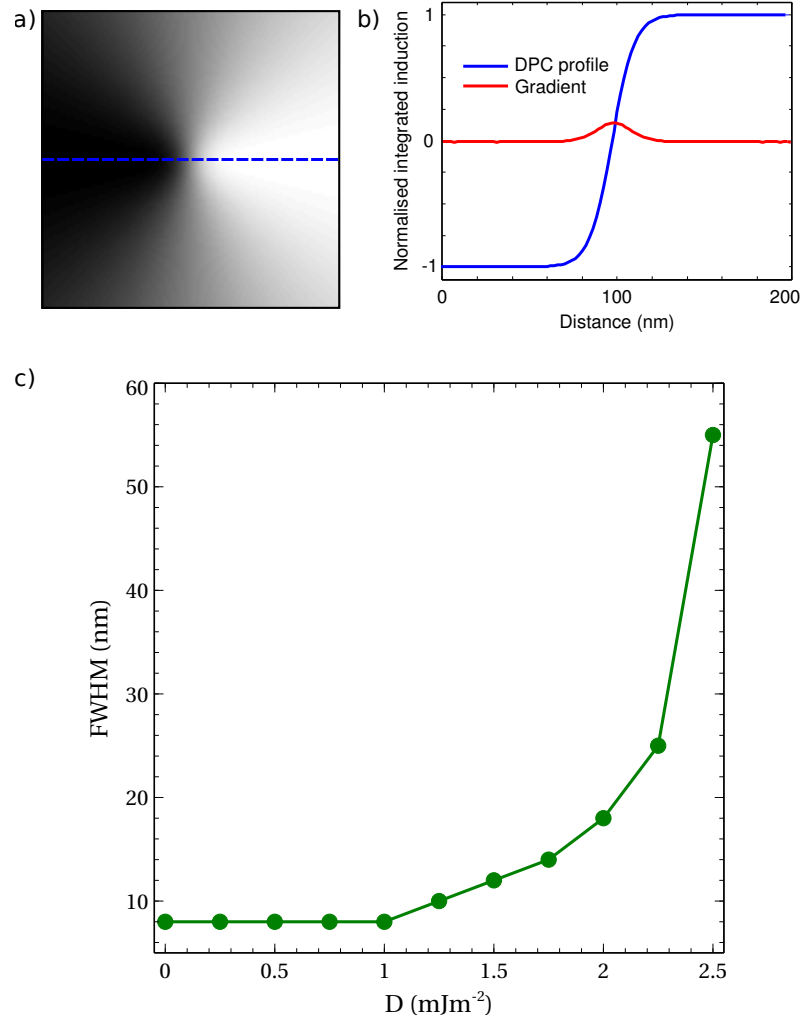 a)
b)
Normalised integrated induction
1
0
-1
DPC profile
Gradient
0
100
200
Distance (nm)
c)
FWHM (nm)
60
50
40
30
20
10
0
0.5
1
1.5
2
2.5
D (mJm⁻²)